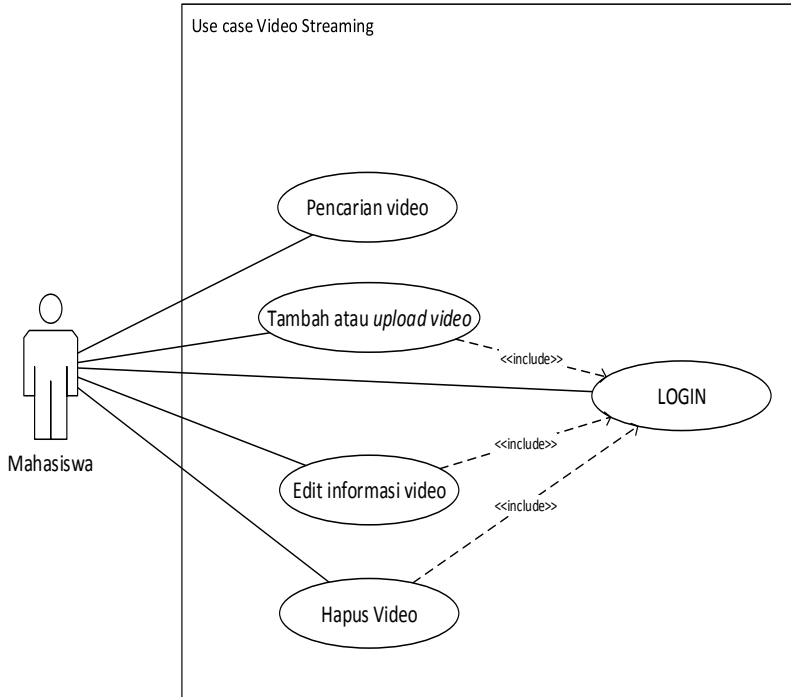 Use case Video Streaming
Pencarian video
Tambah atau upload video
<<include>>
LOGIN
Mahasiswa
<<include>>
Edit informasi video
<<include>>
Hapus Video